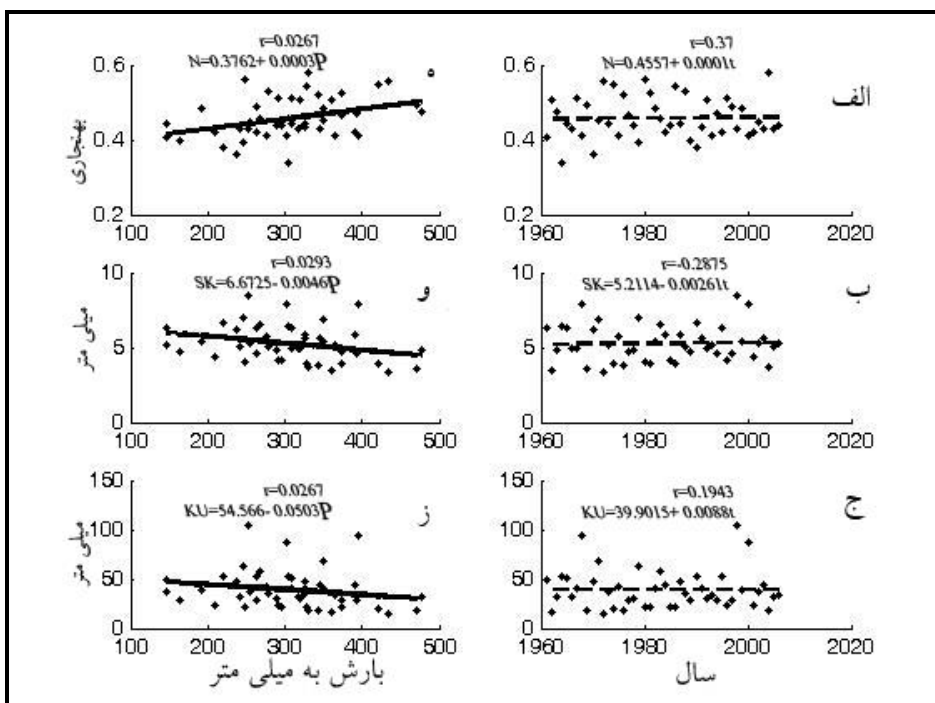 r=0.0267
N=0.3762+ 0.0003P
ه
0.6
0.4
0.2
بهنجاری
100 200 300 400 500
r=0.37
N=0.4557+ 0.0001t
الف
0.6
0.4
0.2
1960 1980 2000 2020
r=0.0293
SK=6.6725- 0.0046P
و
10
5
0
میلی متر
100 200 300 400 500
r=-0.2875
SK=5.2114- 0.00261t
ب
10
5
0
1960 1980 2000 2020
r=0.0267
KU=54.566- 0.0503P
ز
150
100
50
0
میلی متر
100 200 300 400 500
بارش به میلی متر
r=0.1943
KU=39.9015+ 0.0088t
ج
150
100
50
0
1960 1980 2000 2020
سال